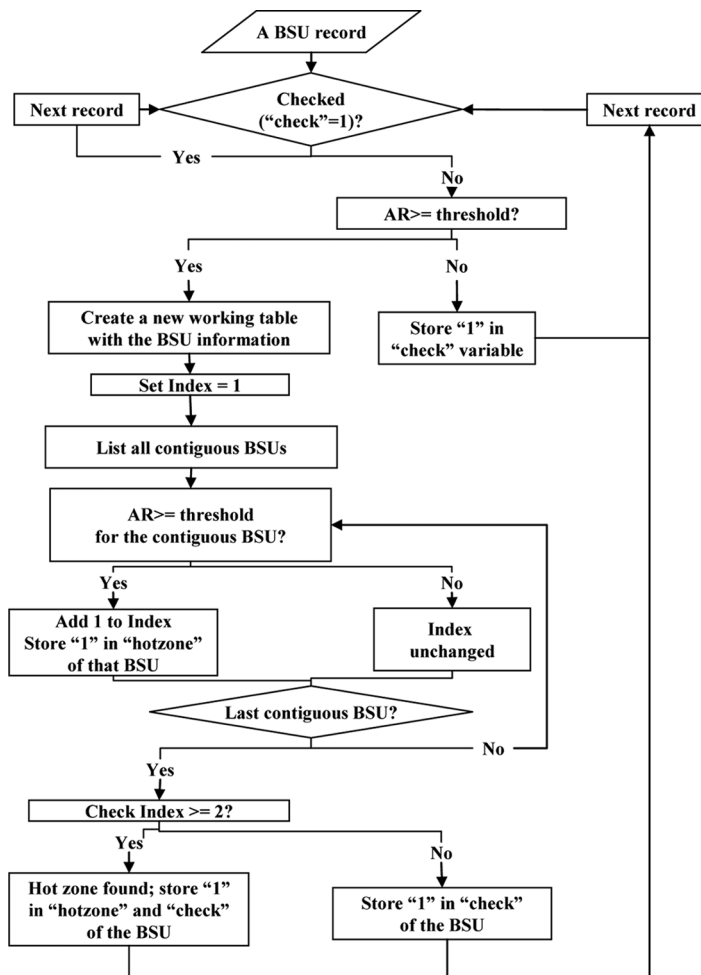 A BSU record
Next record
Checked
(“check”=1)?
Next record
Yes
No
AR>= threshold?
Yes
No
Create a new working table
with the BSU information
Store “1” in
“check” variable
Set Index = 1
List all contiguous BSUs
AR>= threshold
for the contiguous BSU?
Yes
No
Add 1 to Index
Store “1” in “hotzone”
of that BSU
Index
unchanged
Last contiguous BSU?
No
Yes
Check Index >= 2?
Yes
No
Hot zone found; store “1”
in “hotzone” and “check”
of the BSU
Store “1” in “check”
of the BSU